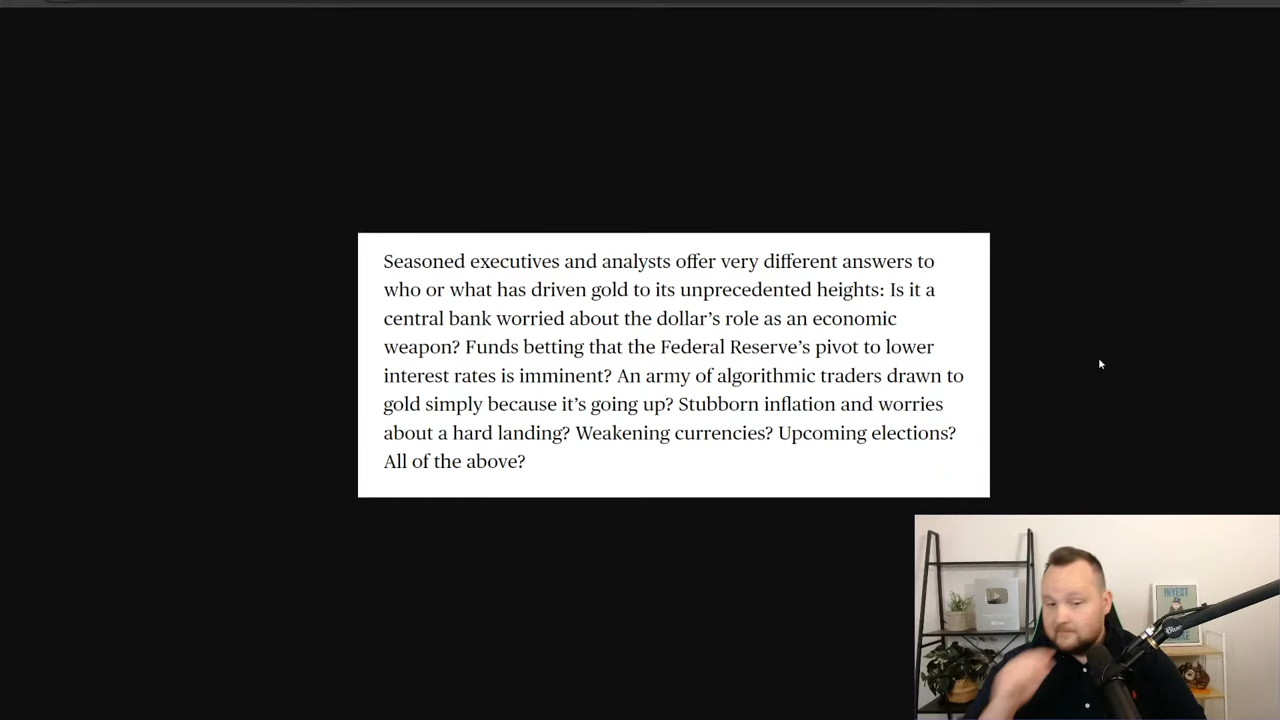 Seasoned executives and analysts offer very different answers to
who or what has driven gold to its unprecedented heights: Is it a
central bank worried about the dollar’s role as an economic
weapon? Funds betting that the Federal Reserve’s pivot to lower
interest rates is imminent? An army of algorithmic traders drawn to
gold simply because it’s going up? Stubborn inflation and worries
about a hard landing? Weakening currencies? Upcoming elections?
All of the above?
INVEST
Blue